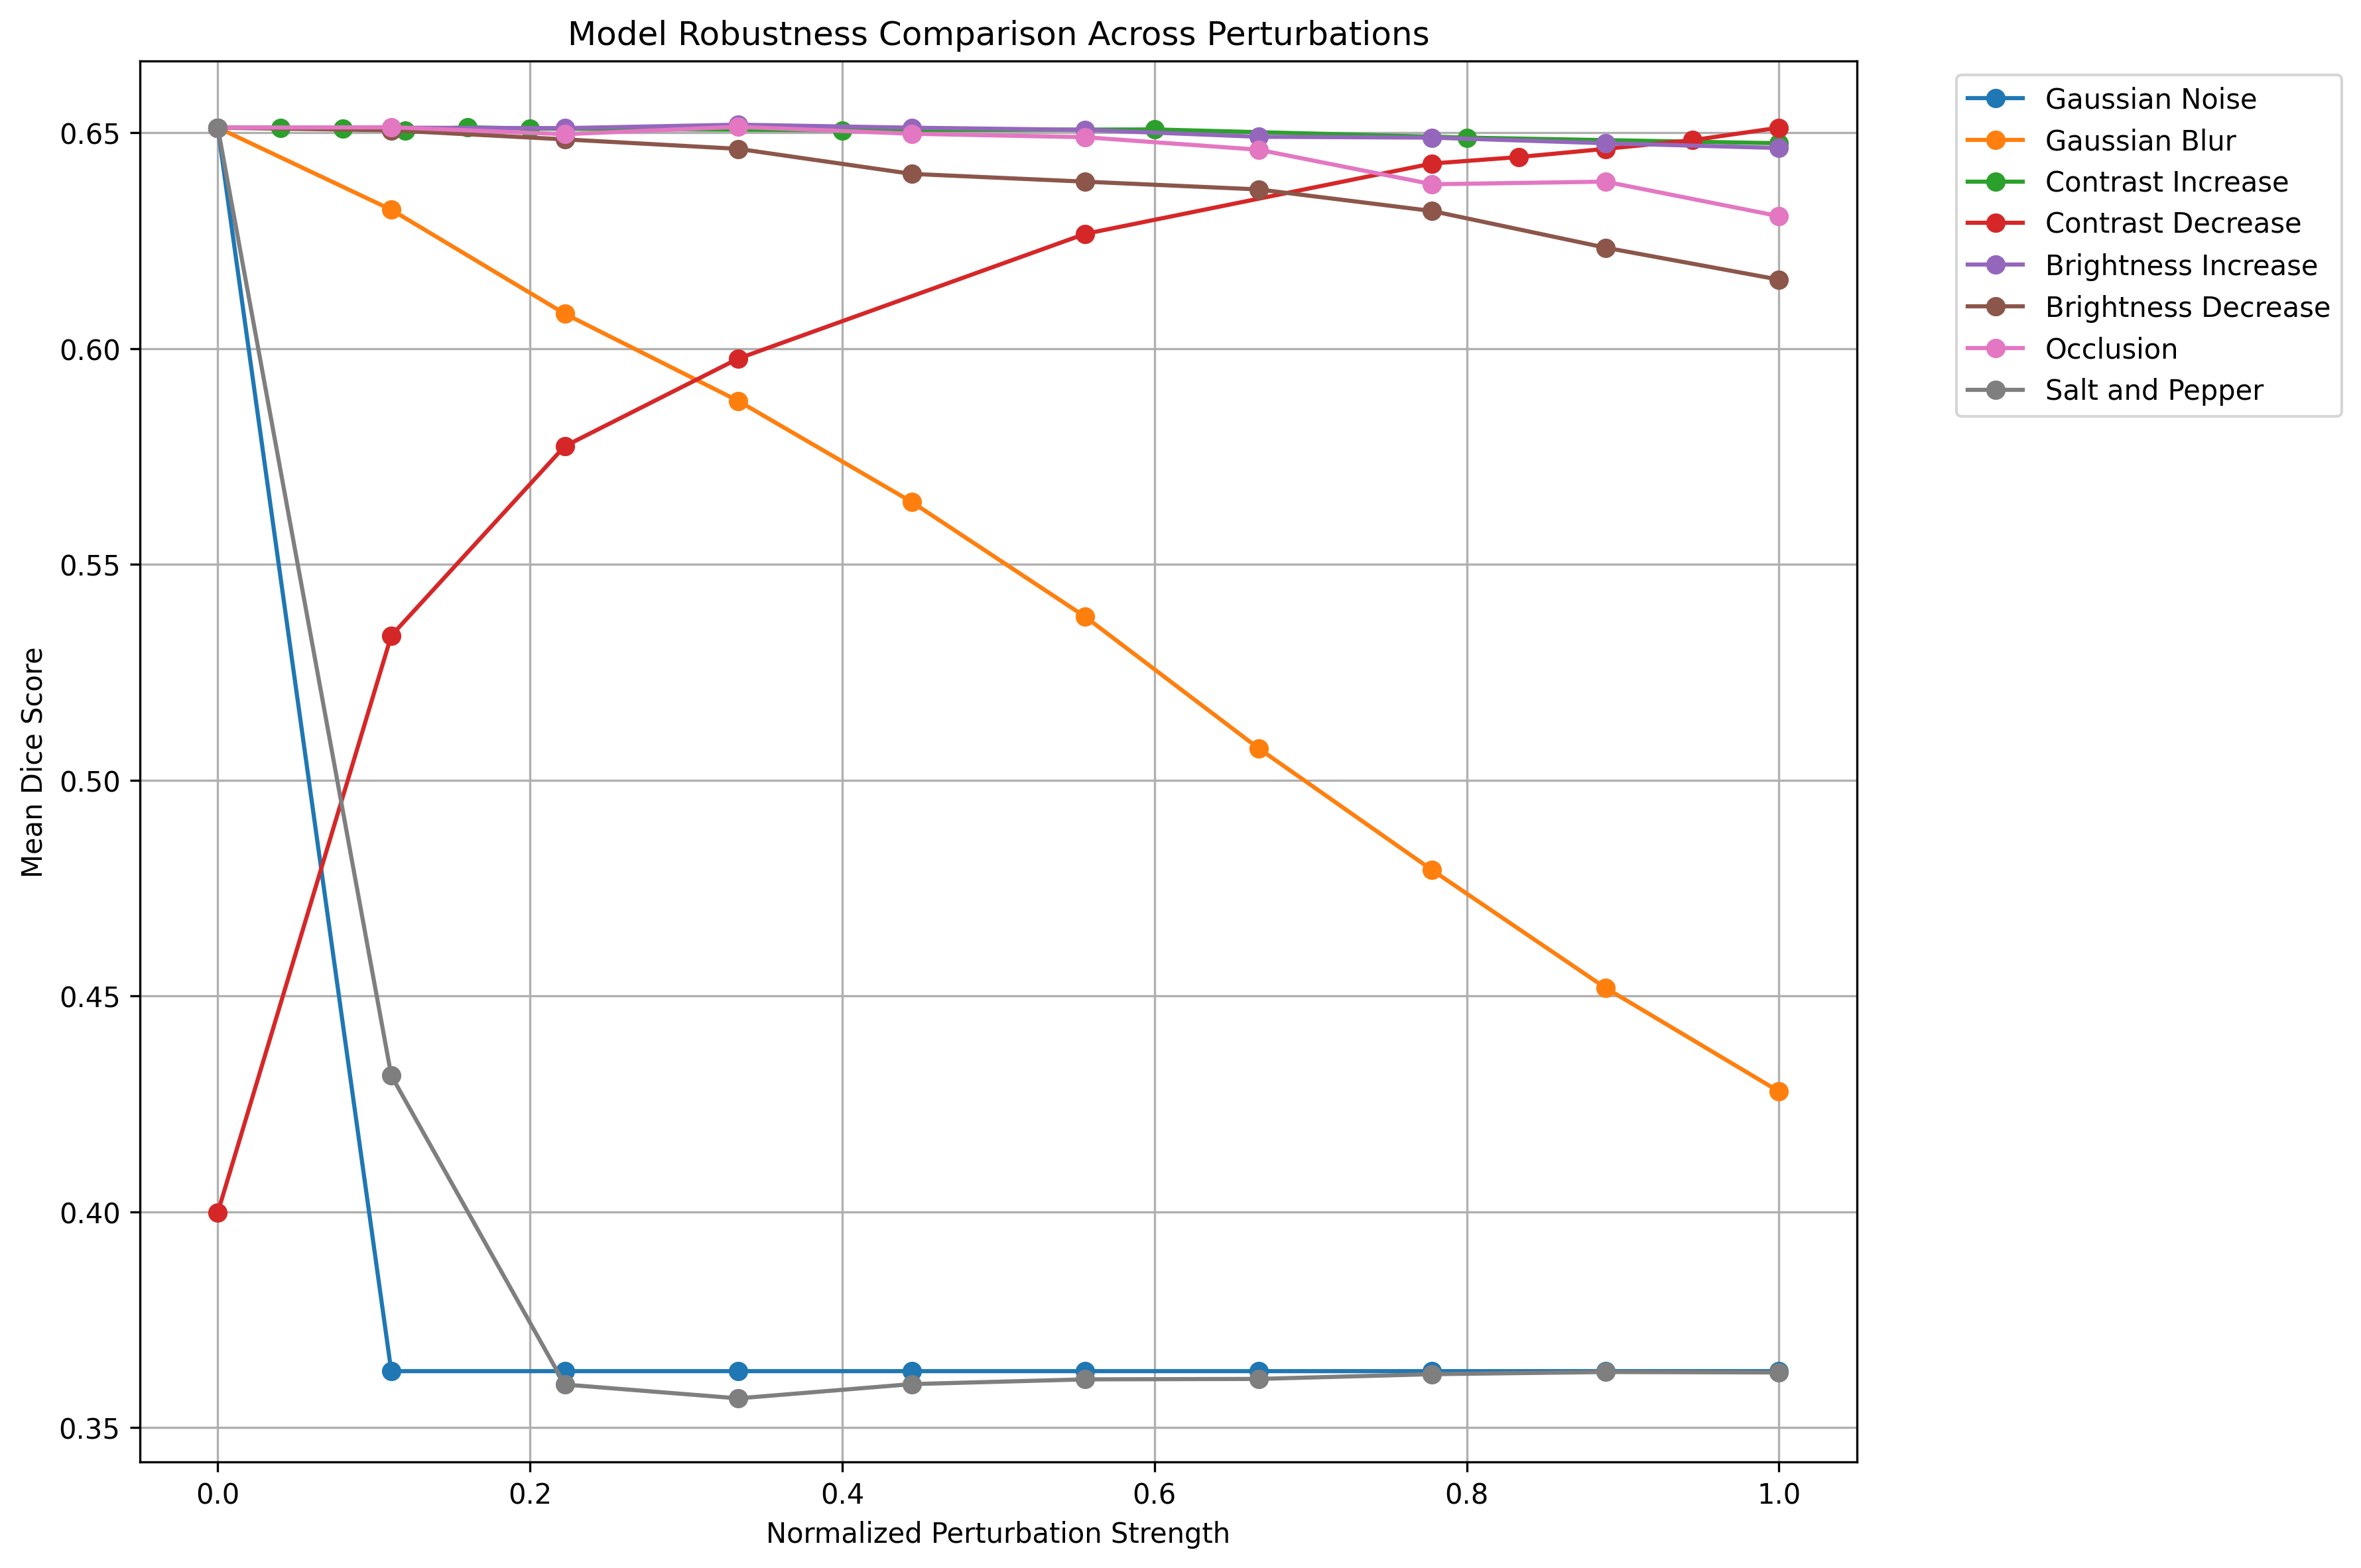 Model Robustness Comparison Across Perturbations
Mean Dice Score
0.65
0.60
0.55
0.50
0.45
0.40
0.35
0.0
0.2
0.4
0.6
0.8
1.0
Normalized Perturbation Strength
Gaussian Noise
Gaussian Blur
Contrast Increase
Contrast Decrease
Brightness Increase
Brightness Decrease
Occlusion
Salt and Pepper